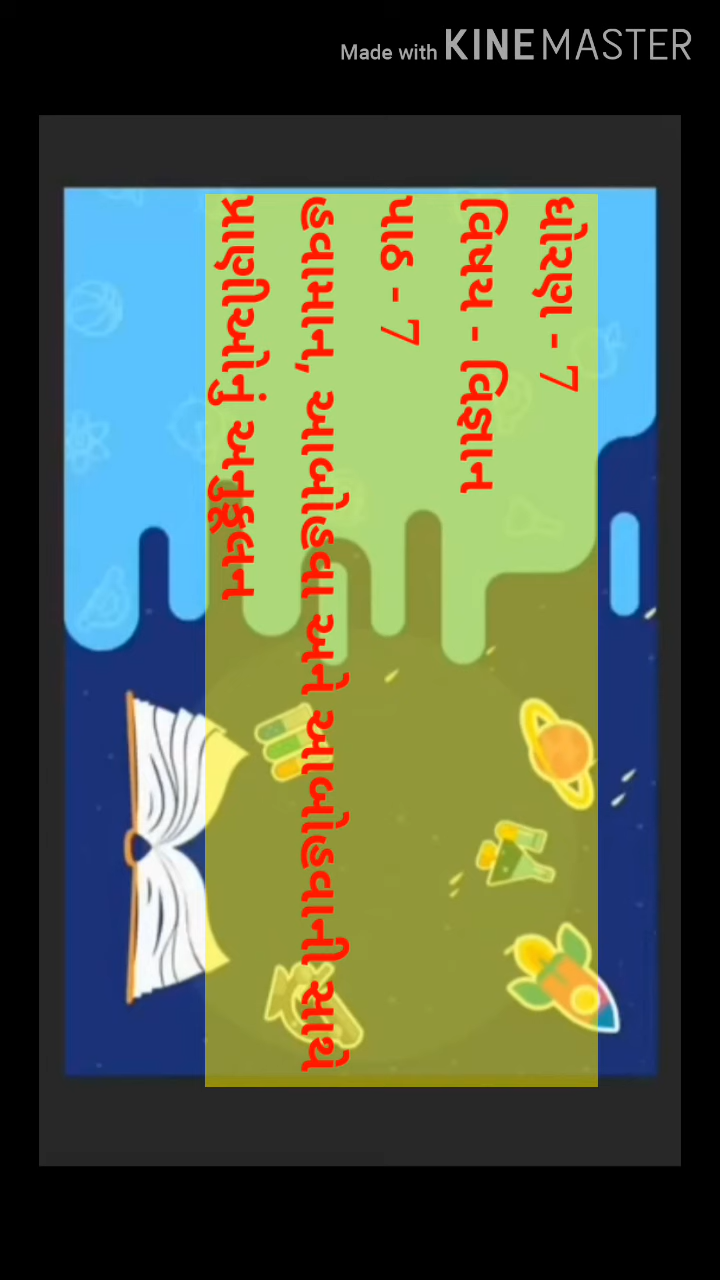 Made with KINEMASTER
ધોરણ - 7
વિષય - વિજ્ઞાન
પાઠ - 7
હવામાન, આબોહવા અને આબોહવાની સાથે
પ્રાણીઓનું અનુકૂલન